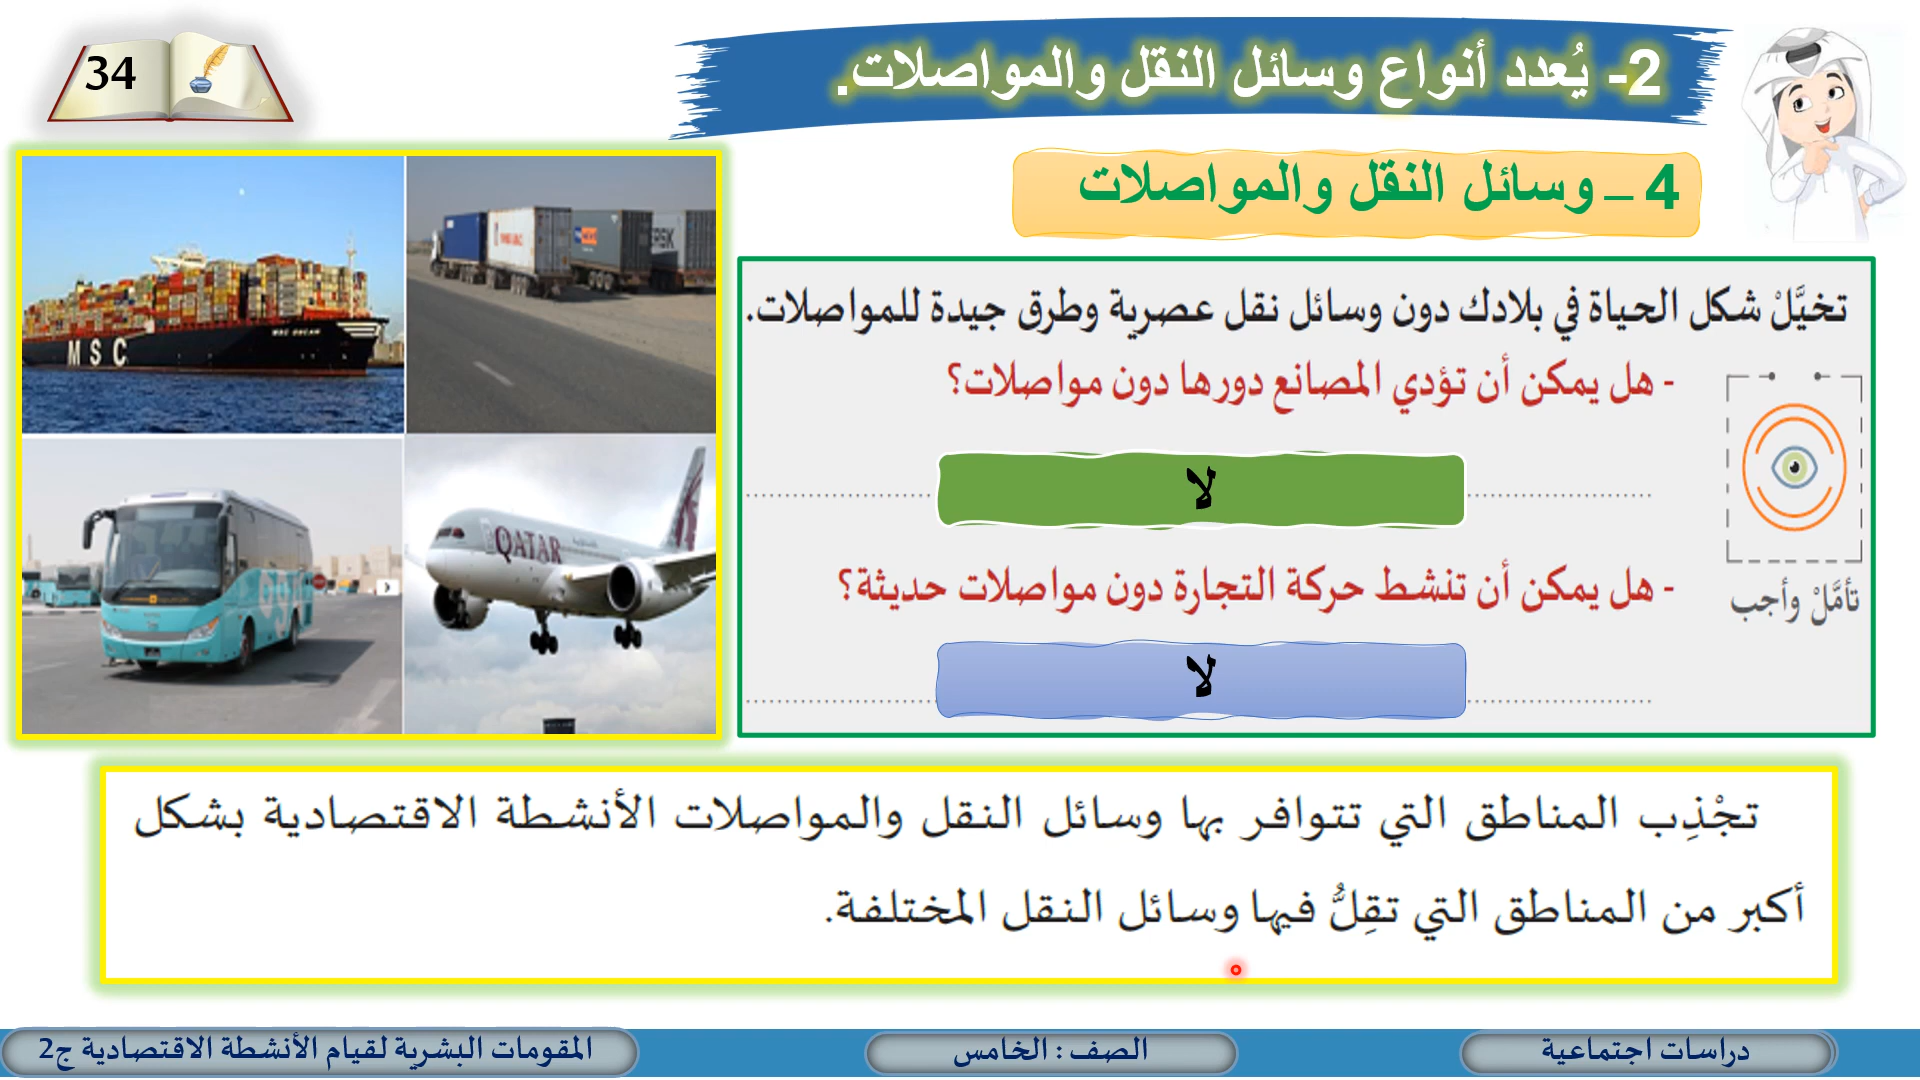 34
2- يُعدد أنواع وسائل النقل والمواصلات.
4 – وسائل النقل والمواصلات
تخيَّلْ شكل الحياة في بلادك دون وسائل نقل عصرية وطرق جيدة للمواصلات.
- هل يمكن أن تؤدي المصانع دورها دون مواصلات؟
لا
- هل يمكن أن تنشط حركة التجارة دون مواصلات حديثة؟
لا
تأمَّلْ وأجب
MSC
QATAR
تجْذِب المناطق التي تتوافر بها وسائل النقل والمواصلات الأنشطة الاقتصادية بشكل
أكبر من المناطق التي تقِلُّ فيها وسائل النقل المختلفة.
دراسات اجتماعية
الصف : الخامس
المقومات البشرية لقيام الأنشطة الاقتصادية ج2